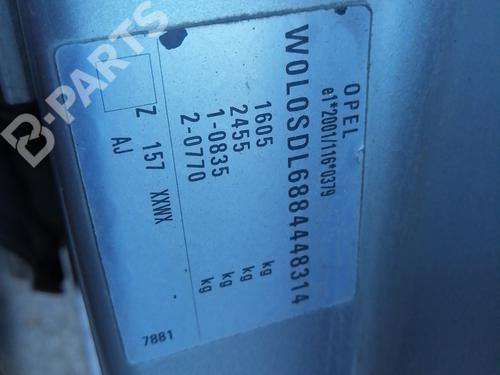 OPEL
e1*2001/116*0379
W0L0SDL6884448314
1605 kg
2455 kg
1-0835 kg
2-0770 kg
Z 157 XXWX
AJ
7881
B-PARTS